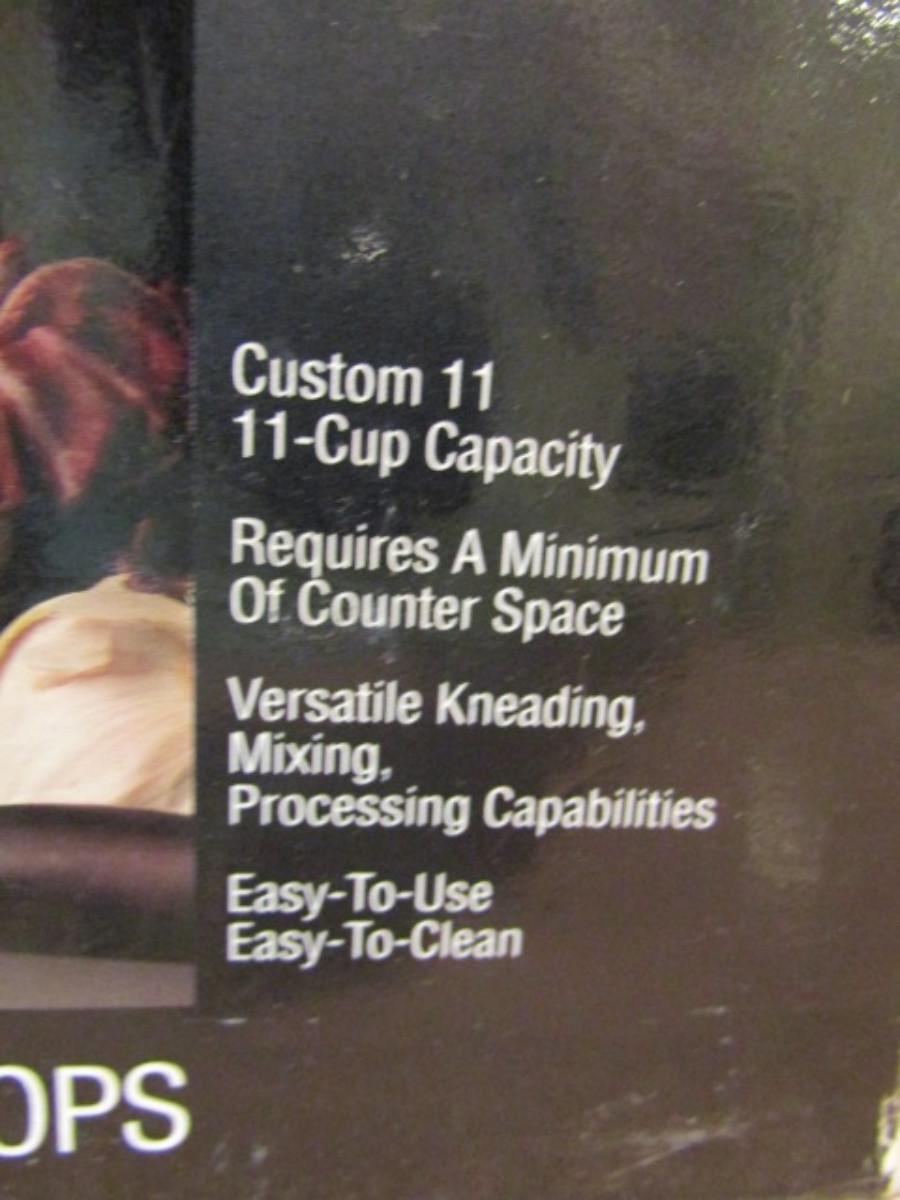 Custom 11
11-Cup Capacity
Requires A Minimum
Of Counter Space
Versatile Kneading,
Mixing,
Processing Capabilities
Easy-To-Use
Easy-To-Clean
OPS